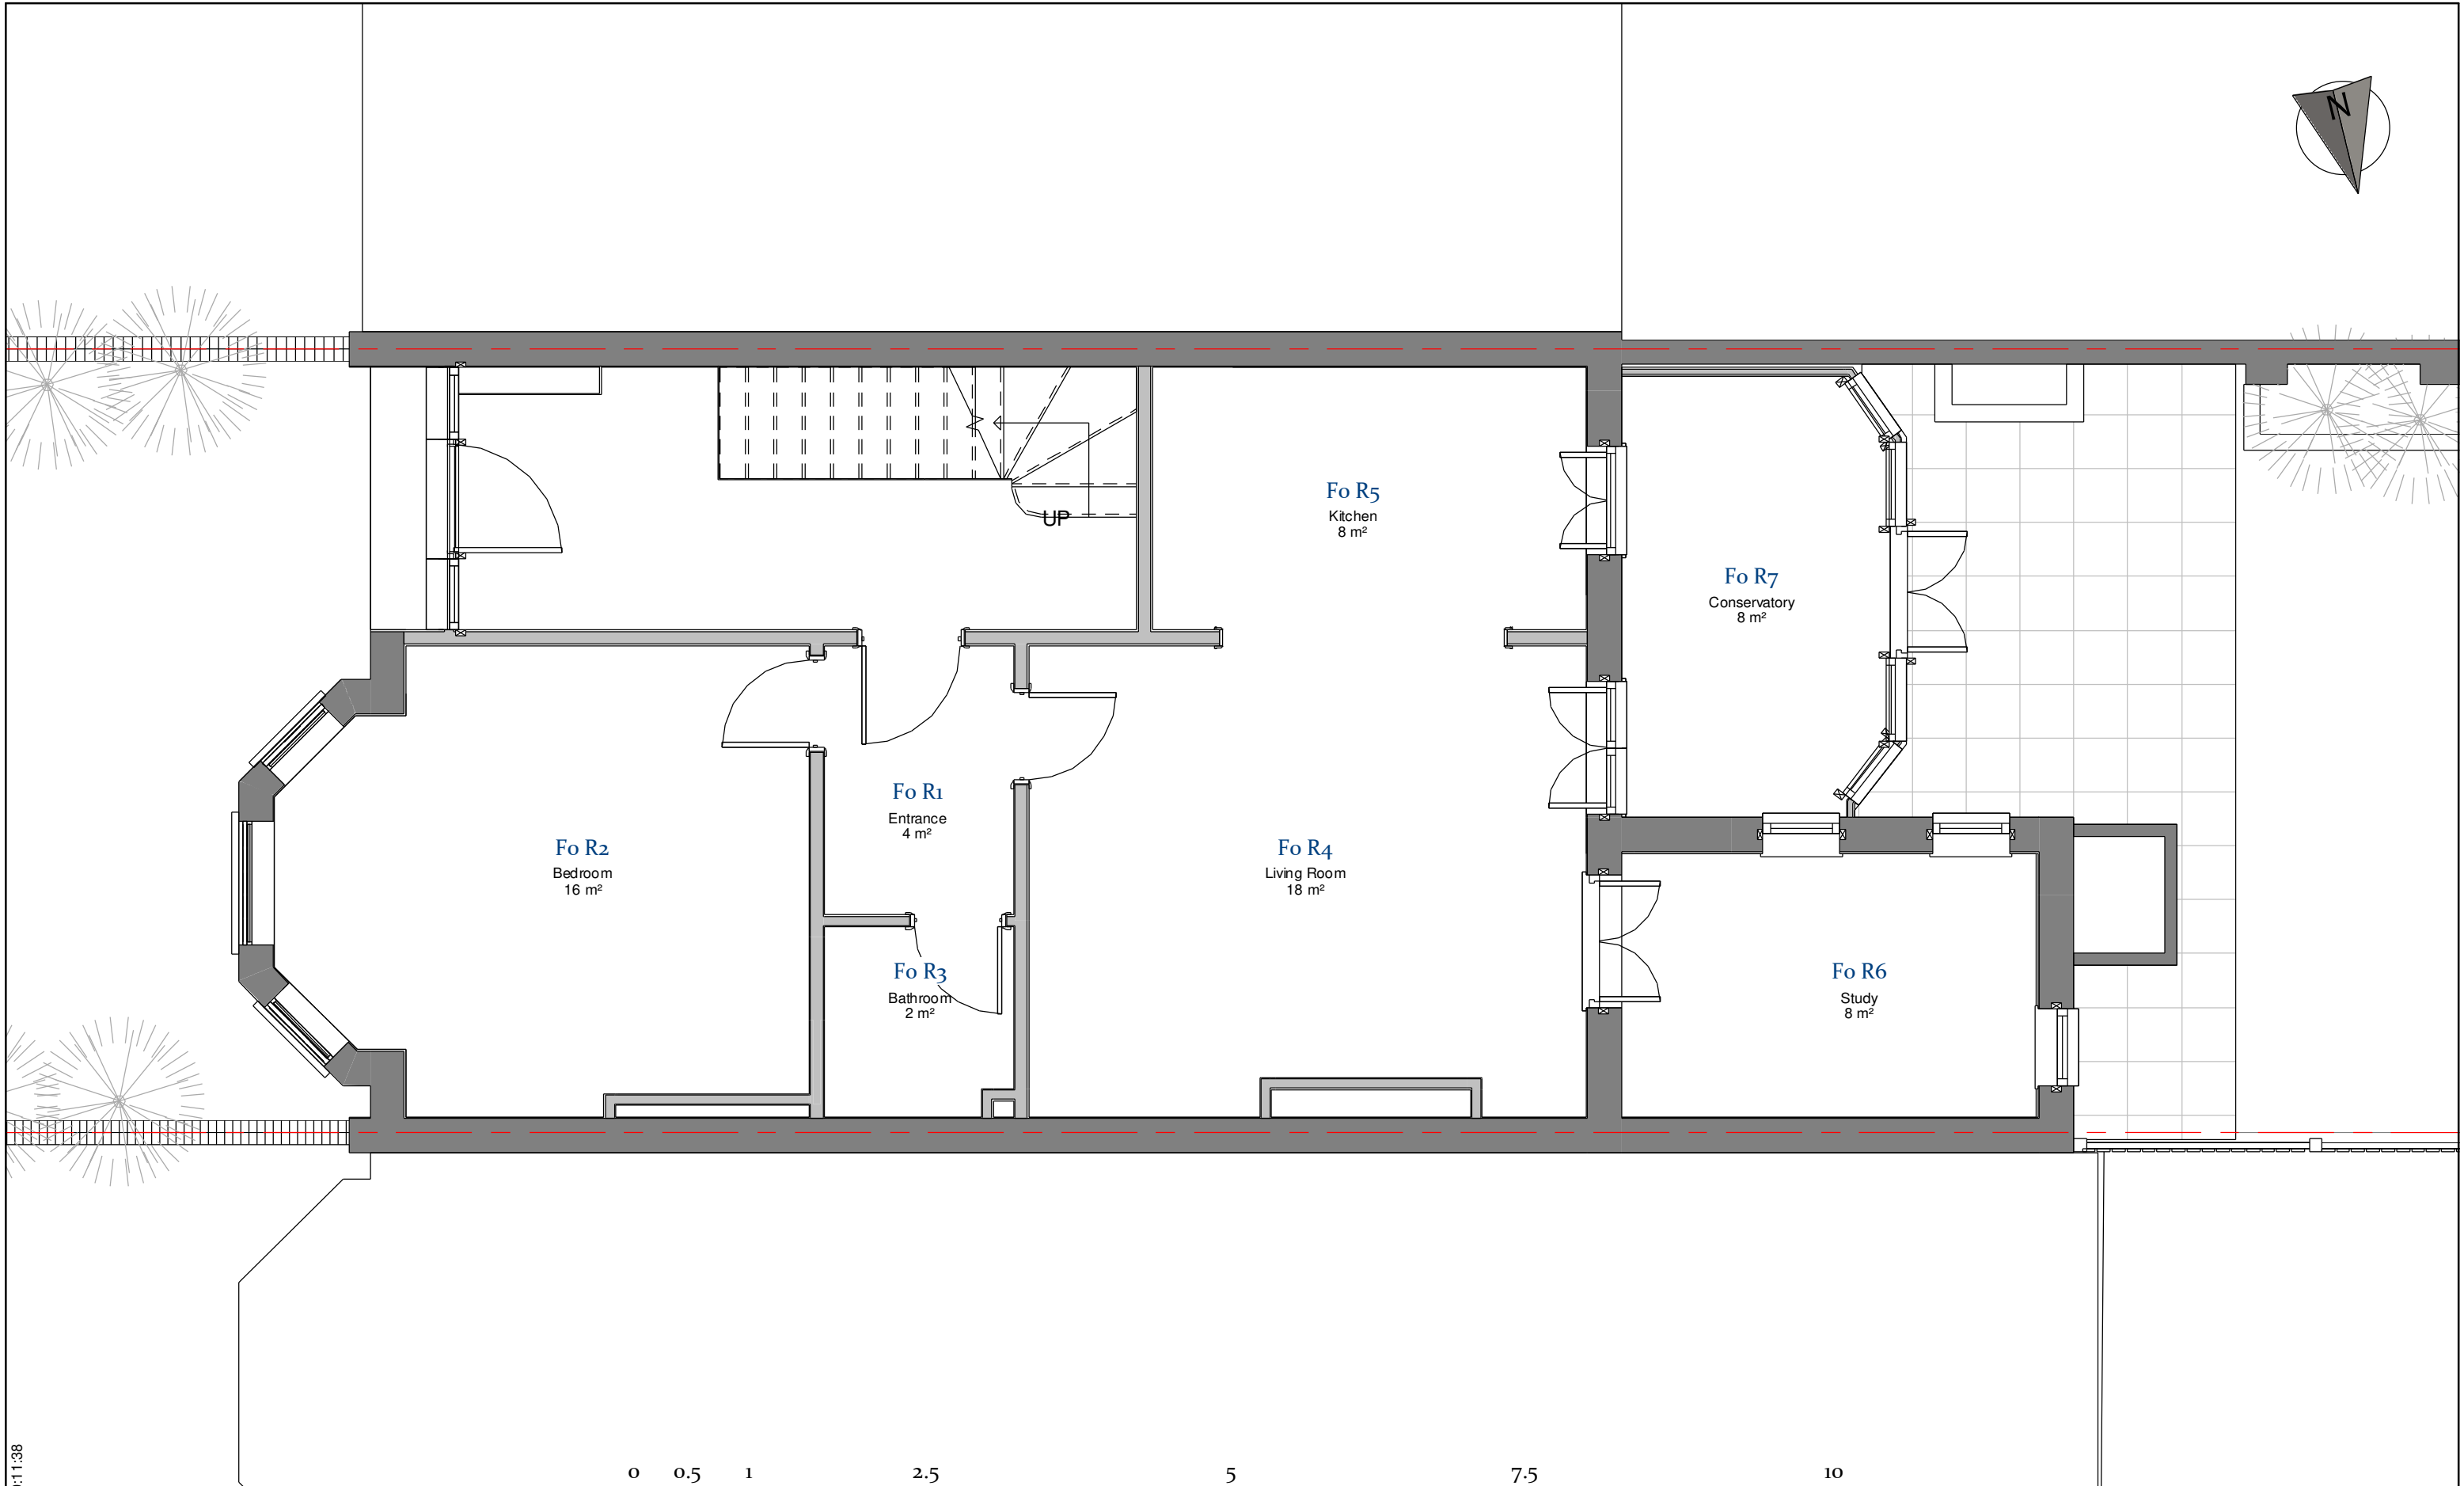 N
UP
F0 R5
Kitchen
8 m²
F0 R7
Conservatory
8 m²
F0 R1
Entrance
4 m²
F0 R2
Bedroom
16 m²
F0 R4
Living Room
18 m²
F0 R3
Bathroom
2 m²
F0 R6
Study
8 m²
:11:38
0 0.5 1 2.5 5 7.5 10